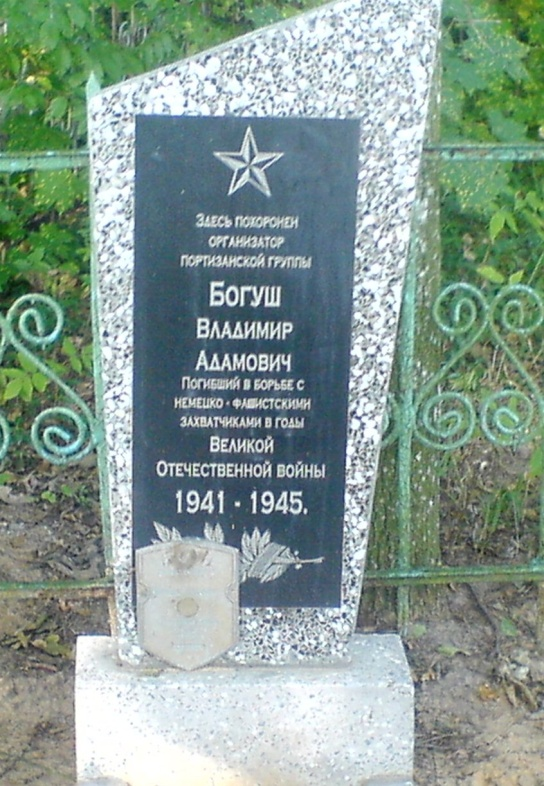 Здесь похоронен
организатор
портизанской группы
Богуш
Владимир
Адамович
Погибший в борьбе с
немецко - фашистскими
захватчиками в годы
Великой
Отечественной войны
1941 - 1945.